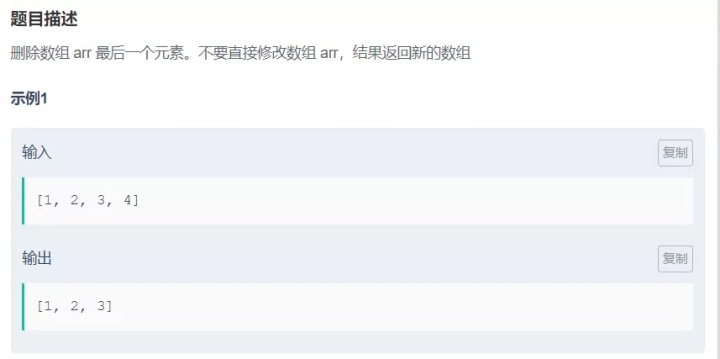 题目描述
删除数组 arr 最后一个元素。不要直接修改数组 arr，结果返回新的数组
示例1
输入
复制
[1, 2, 3, 4]
输出
复制
[1, 2, 3]